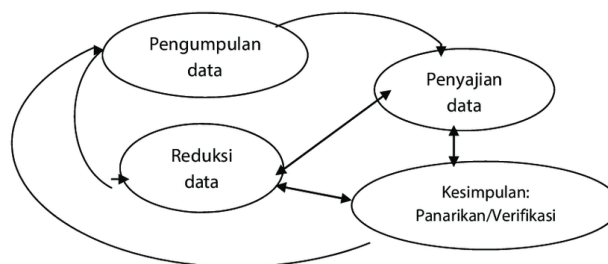 Pengumpulan
data
Penyajian
data
Reduksi
data
Kesimpulan:
Panarikan/Verifikasi